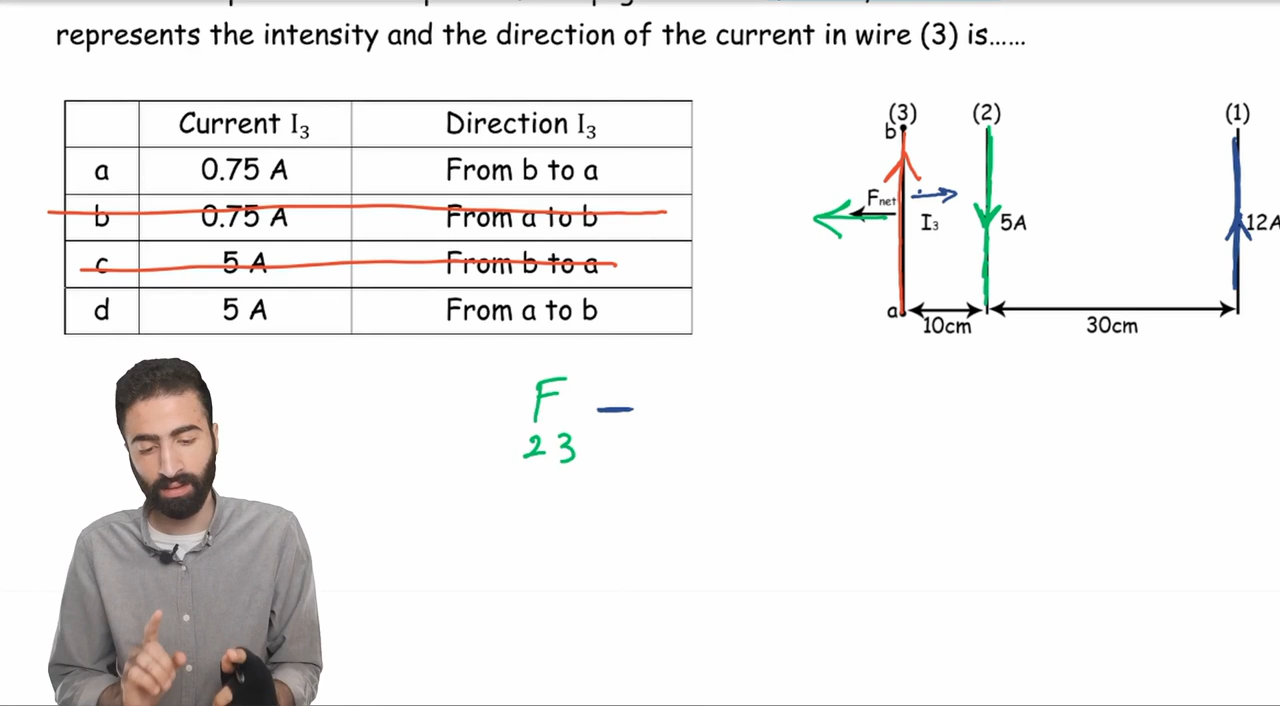 represents the intensity and the direction of the current in wire (3) is......
Current I₃ Direction I₃
a 0.75 A From b to a
b 0.75 A From a to b
c 5 A From b to a
d 5 A From a to b
(3) (2) (1)
b
Fnet
I₃ 5A 12A
a
10cm 30cm
F –
23